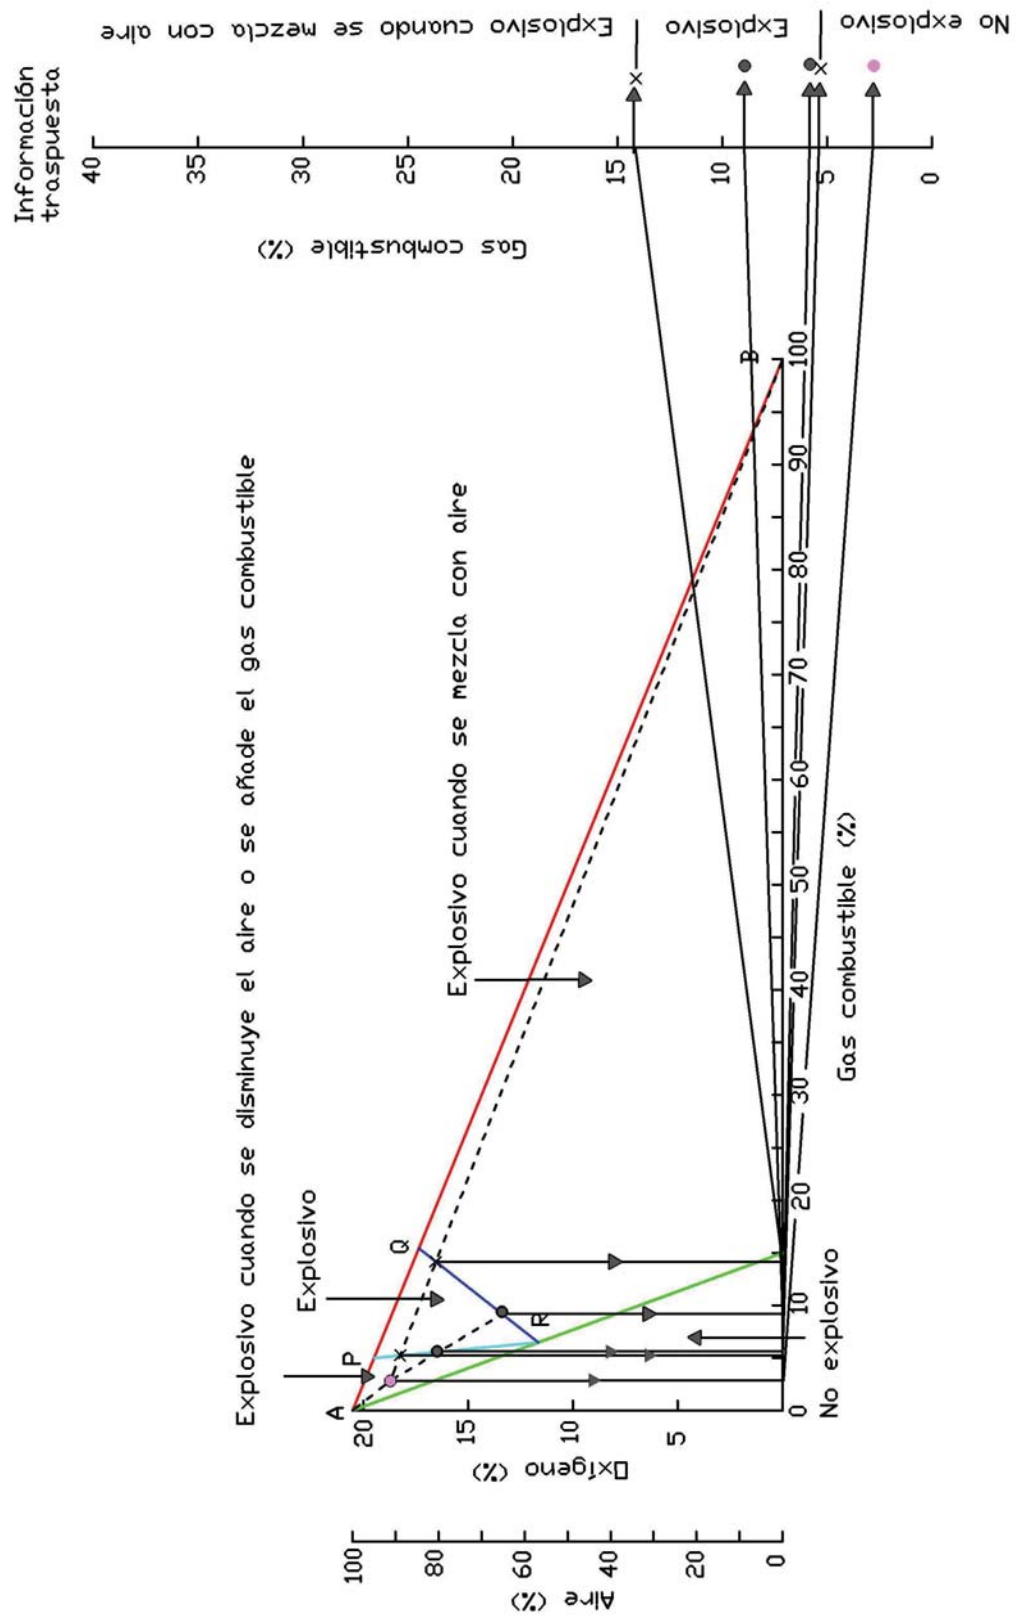 Explosivo cuando se disminuye el aire o se añade el gas combustible
Explosivo
Explosivo cuando se mezcla con aire
A
P
Q
R
B
Aire (%)
100
80
60
40
20
0
Oxígeno (%)
20
15
10
5
0
10
20
30
40
50
60
70
80
90
100
No explosivo
Gas combustible (%)
Información
traspuesta
Gas combustible (%)
40
35
30
25
20
15
10
5
0
Explosivo cuando se mezcla con aire
Explosivo
No explosivo